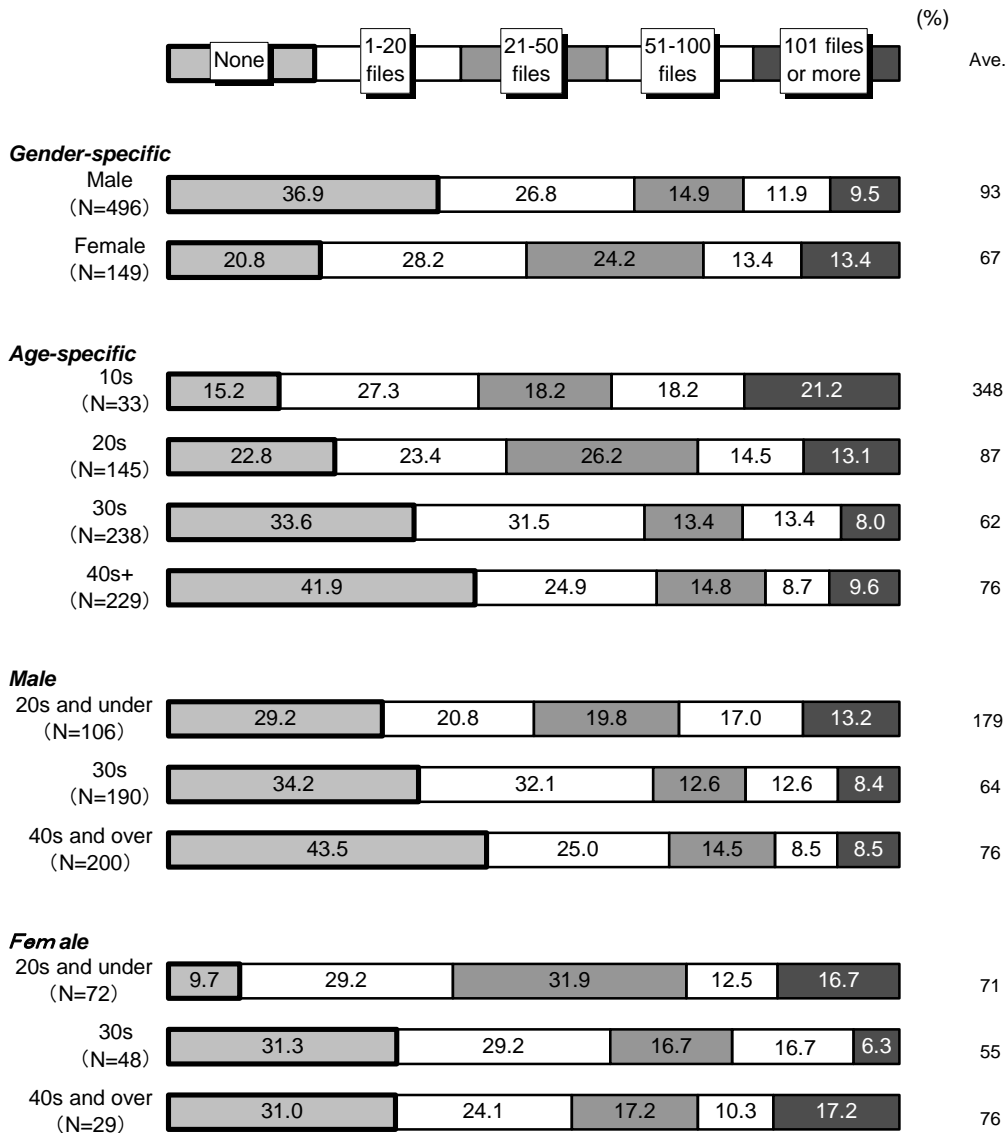 (%)
None
1-20
files
21-50
files
51-100
files
101 files
or more
Ave.
Gender-specific
Male
（N=496）
36.9 26.8 14.9 11.9 9.5 93
Female
（N=149）
20.8 28.2 24.2 13.4 13.4 67
Age-specific
10s
（N=33）
15.2 27.3 18.2 18.2 21.2 348
20s
（N=145）
22.8 23.4 26.2 14.5 13.1 87
30s
（N=238）
33.6 31.5 13.4 13.4 8.0 62
40s+
（N=229）
41.9 24.9 14.8 8.7 9.6 76
Male
20s and under
（N=106）
29.2 20.8 19.8 17.0 13.2 179
30s
（N=190）
34.2 32.1 12.6 12.6 8.4 64
40s and over
（N=200）
43.5 25.0 14.5 8.5 8.5 76
Female
20s and under
（N=72）
9.7 29.2 31.9 12.5 16.7 71
30s
（N=48）
31.3 29.2 16.7 16.7 6.3 55
40s and over
（N=29）
31.0 24.1 17.2 10.3 17.2 76